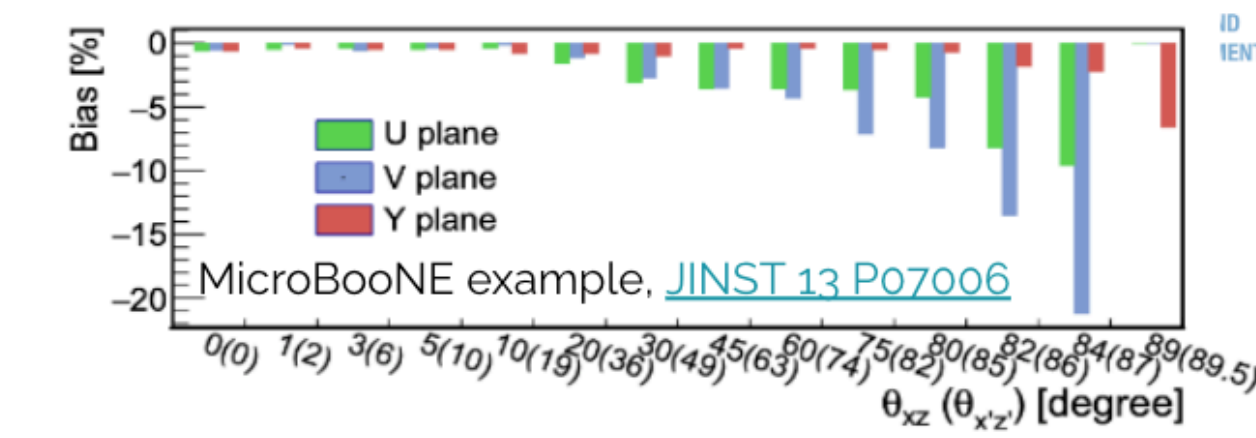 ID
MENT
Bias [%]
0
−5
−10
−15
−20
U plane
V plane
Y plane
MicroBooNE example, JINST 13 P07006
0(0) 1(2) 3(6) 5(10) 10(19) 20(36) 30(49) 45(63) 60(74) 75(82) 80(85) 82(86) 84(87) 89(89.5)
θxz (θx'z') [degree]